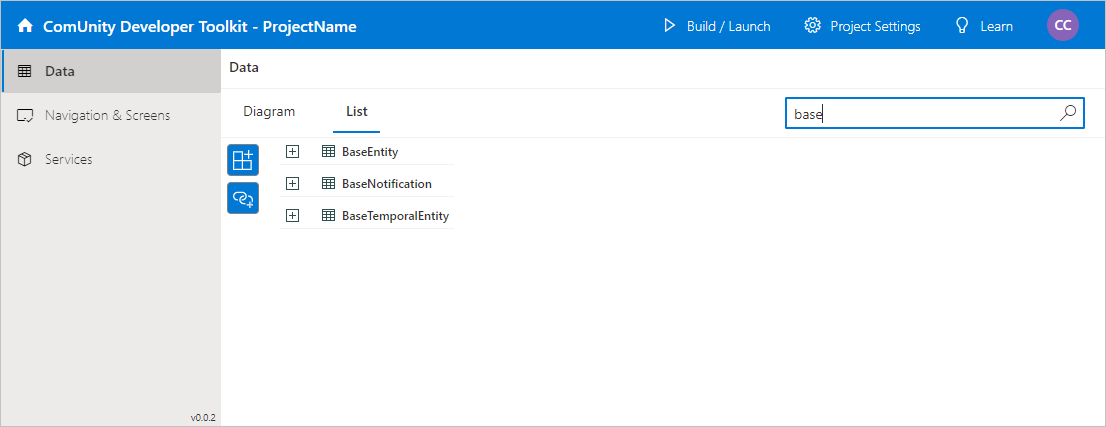 ComUnity Developer Toolkit - ProjectName
Build / Launch
Project Settings
Learn
CC
Data
Navigation & Screens
Services
v0.0.2
Data
Diagram
List
base
BaseEntity
BaseNotification
BaseTemporalEntity